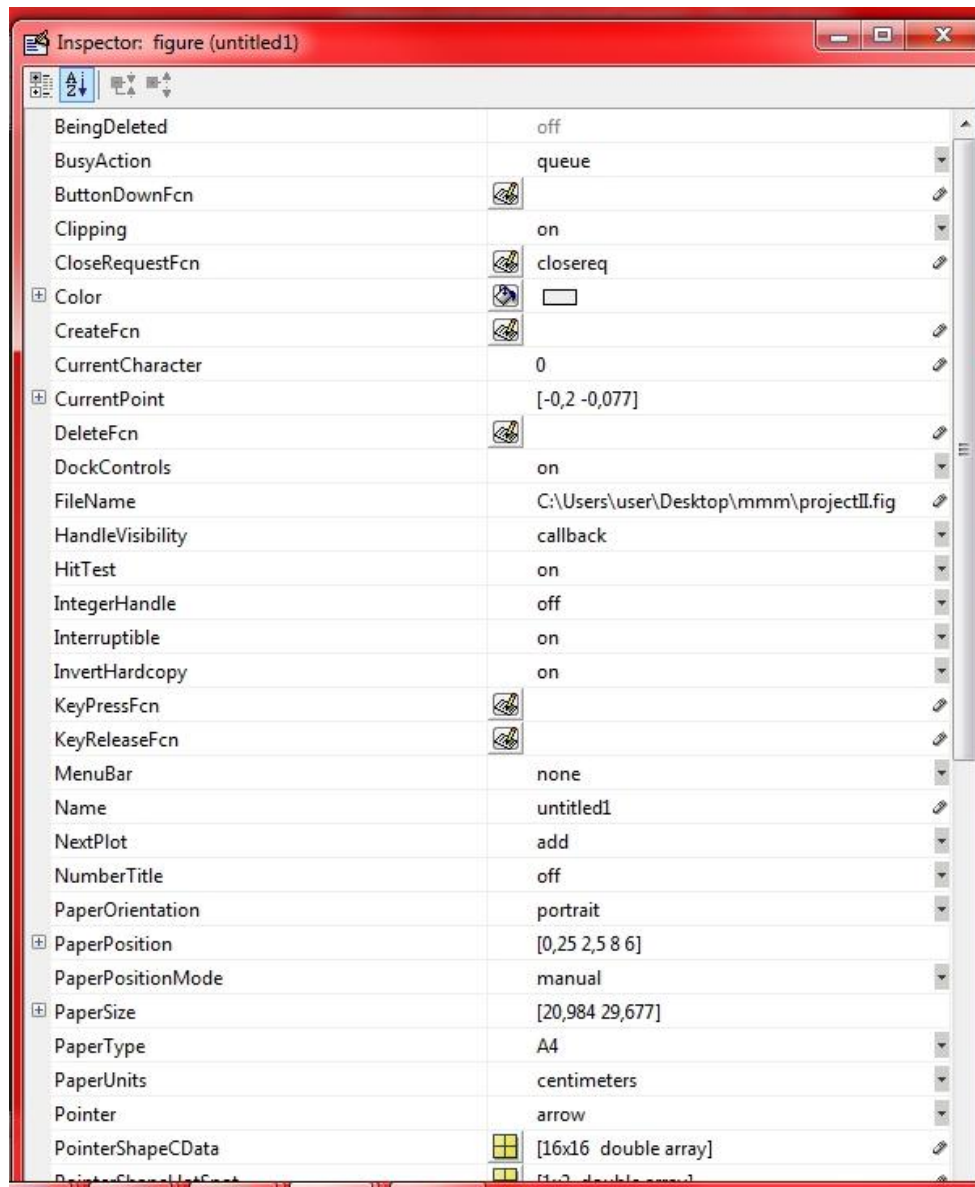 Inspector: figure (untitled1)
BeingDeleted off
BusyAction queue
ButtonDownFcn
Clipping on
CloseRequestFcn closereq
Color
CreateFcn
CurrentCharacter 0
CurrentPoint [-0,2 -0,077]
DeleteFcn
DockControls on
FileName C:\Users\user\Desktop\mmm\projectII.fig
HandleVisibility callback
HitTest on
IntegerHandle off
Interruptible on
InvertHardcopy on
KeyPressFcn
KeyReleaseFcn
MenuBar none
Name untitled1
NextPlot add
NumberTitle off
PaperOrientation portrait
PaperPosition [0,25 2,5 8 6]
PaperPositionMode manual
PaperSize [20,984 29,677]
PaperType A4
PaperUnits centimeters
Pointer arrow
PointerShapeCData [16x16 double array]
PointerShapeHotSpot [1x2 double array]